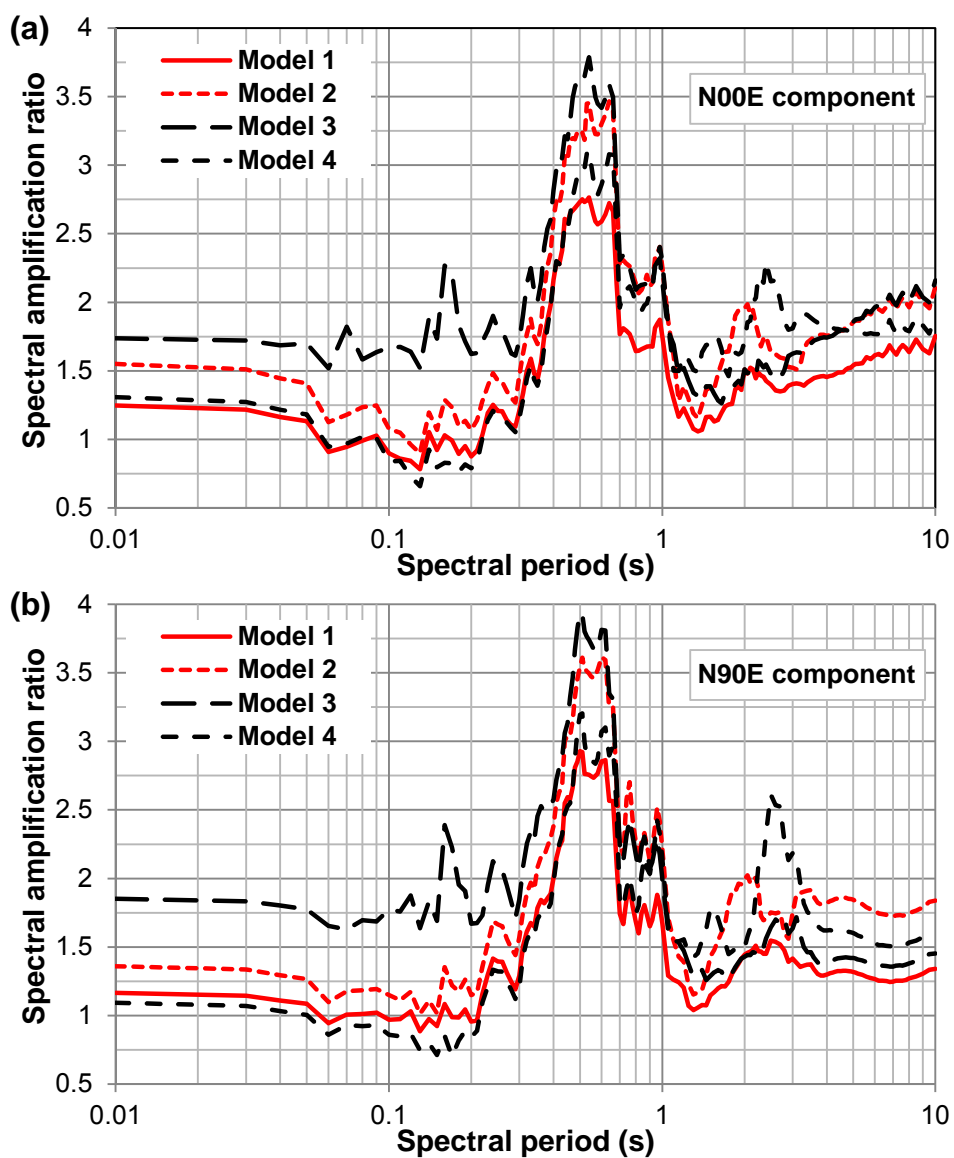 (a)
Spectral amplification ratio
4
3.5
3
2.5
2
1.5
1
0.5
Model 1
Model 2
Model 3
Model 4
N00E component
0.01
0.1
1
10
Spectral period (s)
(b)
Spectral amplification ratio
4
3.5
3
2.5
2
1.5
1
0.5
Model 1
Model 2
Model 3
Model 4
N90E component
0.01
0.1
1
10
Spectral period (s)